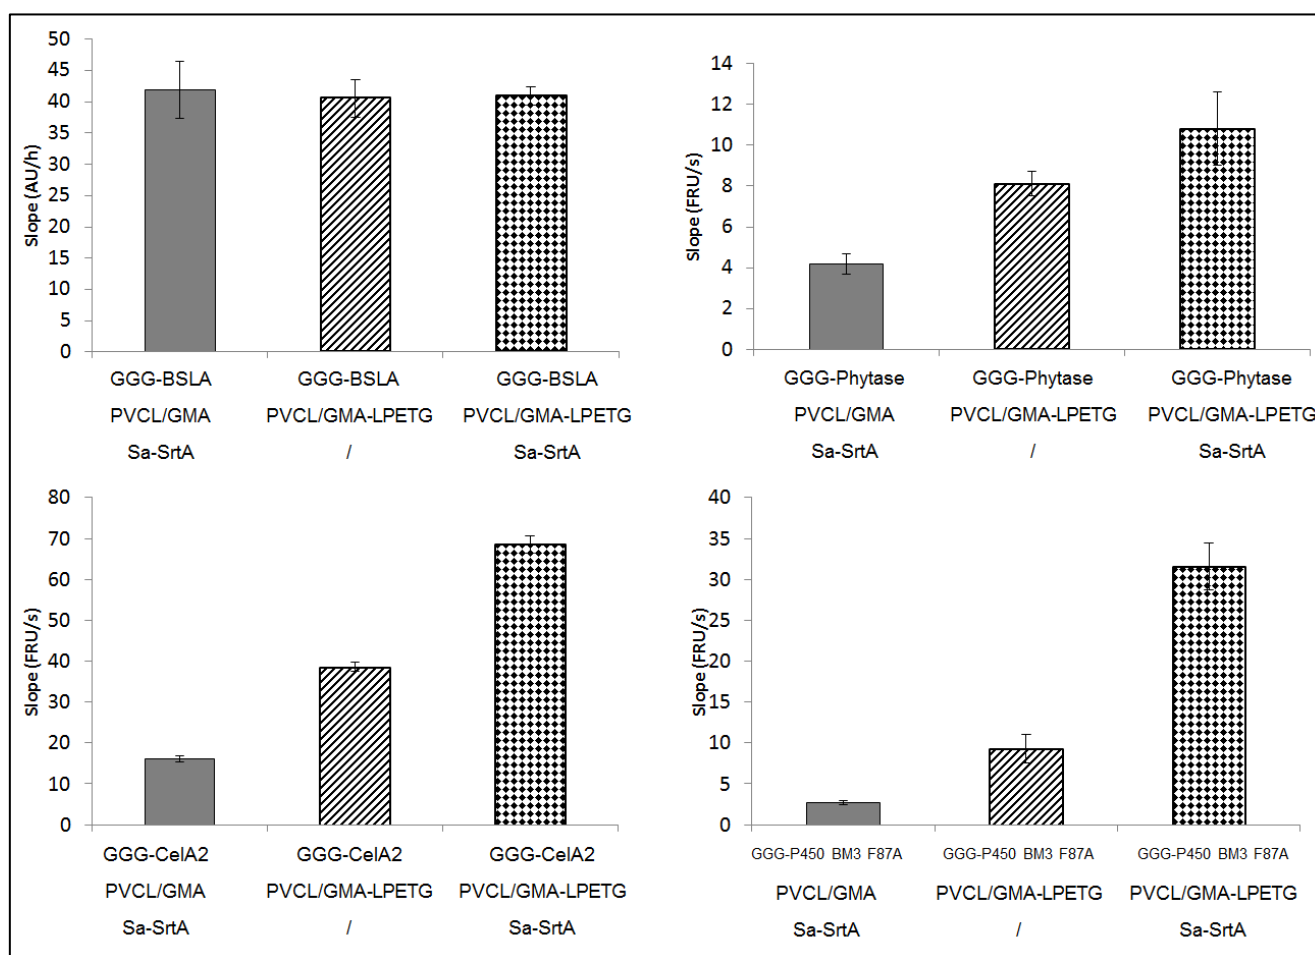 Slope (AU/h)
50
45
40
35
30
25
20
15
10
5
0
GGG-BSLA GGG-BSLA GGG-BSLA
PVCL/GMA PVCL/GMA-LPETG PVCL/GMA-LPETG
Sa-SrtA / Sa-SrtA
Slope (FRU/s)
14
12
10
8
6
4
2
0
GGG-Phytase GGG-Phytase GGG-Phytase
PVCL/GMA PVCL/GMA-LPETG PVCL/GMA-LPETG
Sa-SrtA / Sa-SrtA
Slope (FRU/s)
80
70
60
50
40
30
20
10
0
GGG-CelA2 GGG-CelA2 GGG-CelA2
PVCL/GMA PVCL/GMA-LPETG PVCL/GMA-LPETG
Sa-SrtA / Sa-SrtA
Slope (FRU/s)
40
35
30
25
20
15
10
5
0
GGG-P450 BM3 F87A GGG-P450 BM3 F87A GGG-P450 BM3 F87A
PVCL/GMA PVCL/GMA-LPETG PVCL/GMA-LPETG
Sa-SrtA / Sa-SrtA